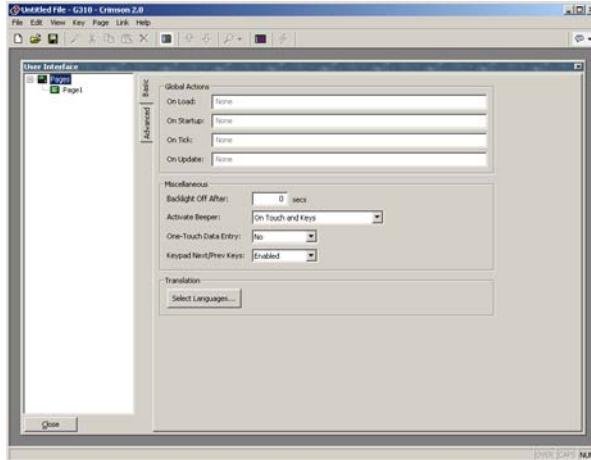 Untitled File - G310 - Crimson 2.0
File Edit View Key Page Link Help
User Interface
Pages
Page1
Basic
Advanced
Global Actions
On Load: None
On Startup: None
On Tick: None
On Update: None
Miscellaneous
Backlight Off After: 0 secs
Activate Beeper: On Touch and Keys
One-Touch Data Entry: No
Keypad Next/Prev Keys: Enabled
Translation
Select Languages...
Close
OVER CAPS NUM